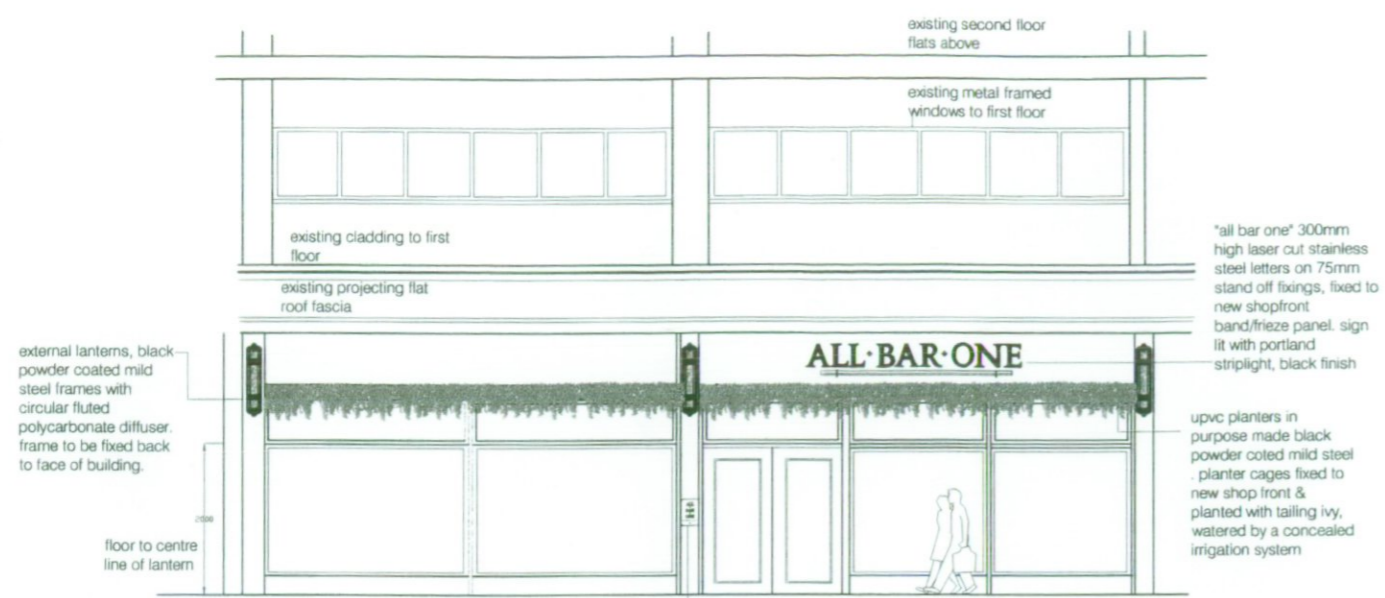 existing second floor
flats above
existing metal framed
windows to first floor
existing cladding to first
floor
existing projecting flat
roof fascia
"all bar one" 300mm
high laser cut stainless
steel letters on 75mm
stand off fixings, fixed to
new shopfront
band/frieze panel. sign
lit with portland
striplight, black finish
ALL·BAR·ONE
external lanterns, black
powder coated mild
steel frames with
circular fluted
polycarbonate diffuser.
frame to be fixed back
to face of building.
upvc planters in
purpose made black
powder coted mild steel
. planter cages fixed to
new shop front &
planted with tailing ivy,
watered by a concealed
irrigation system
floor to centre
line of lantern